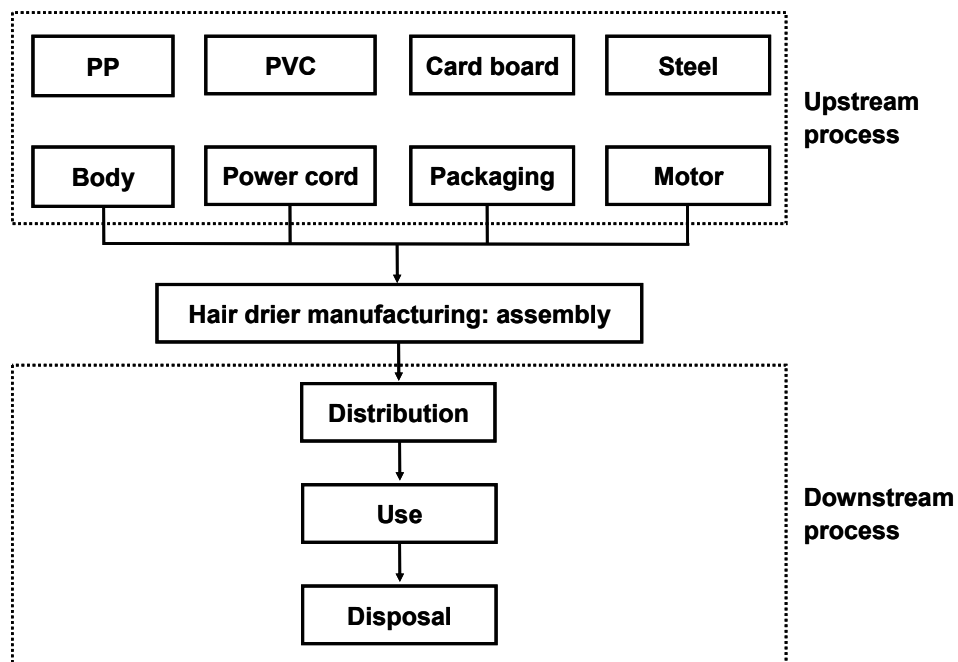 PP
PVC
Card board
Steel
Upstream
process
Body
Power cord
Packaging
Motor
Hair drier manufacturing: assembly
Distribution
Use
Downstream
process
Disposal